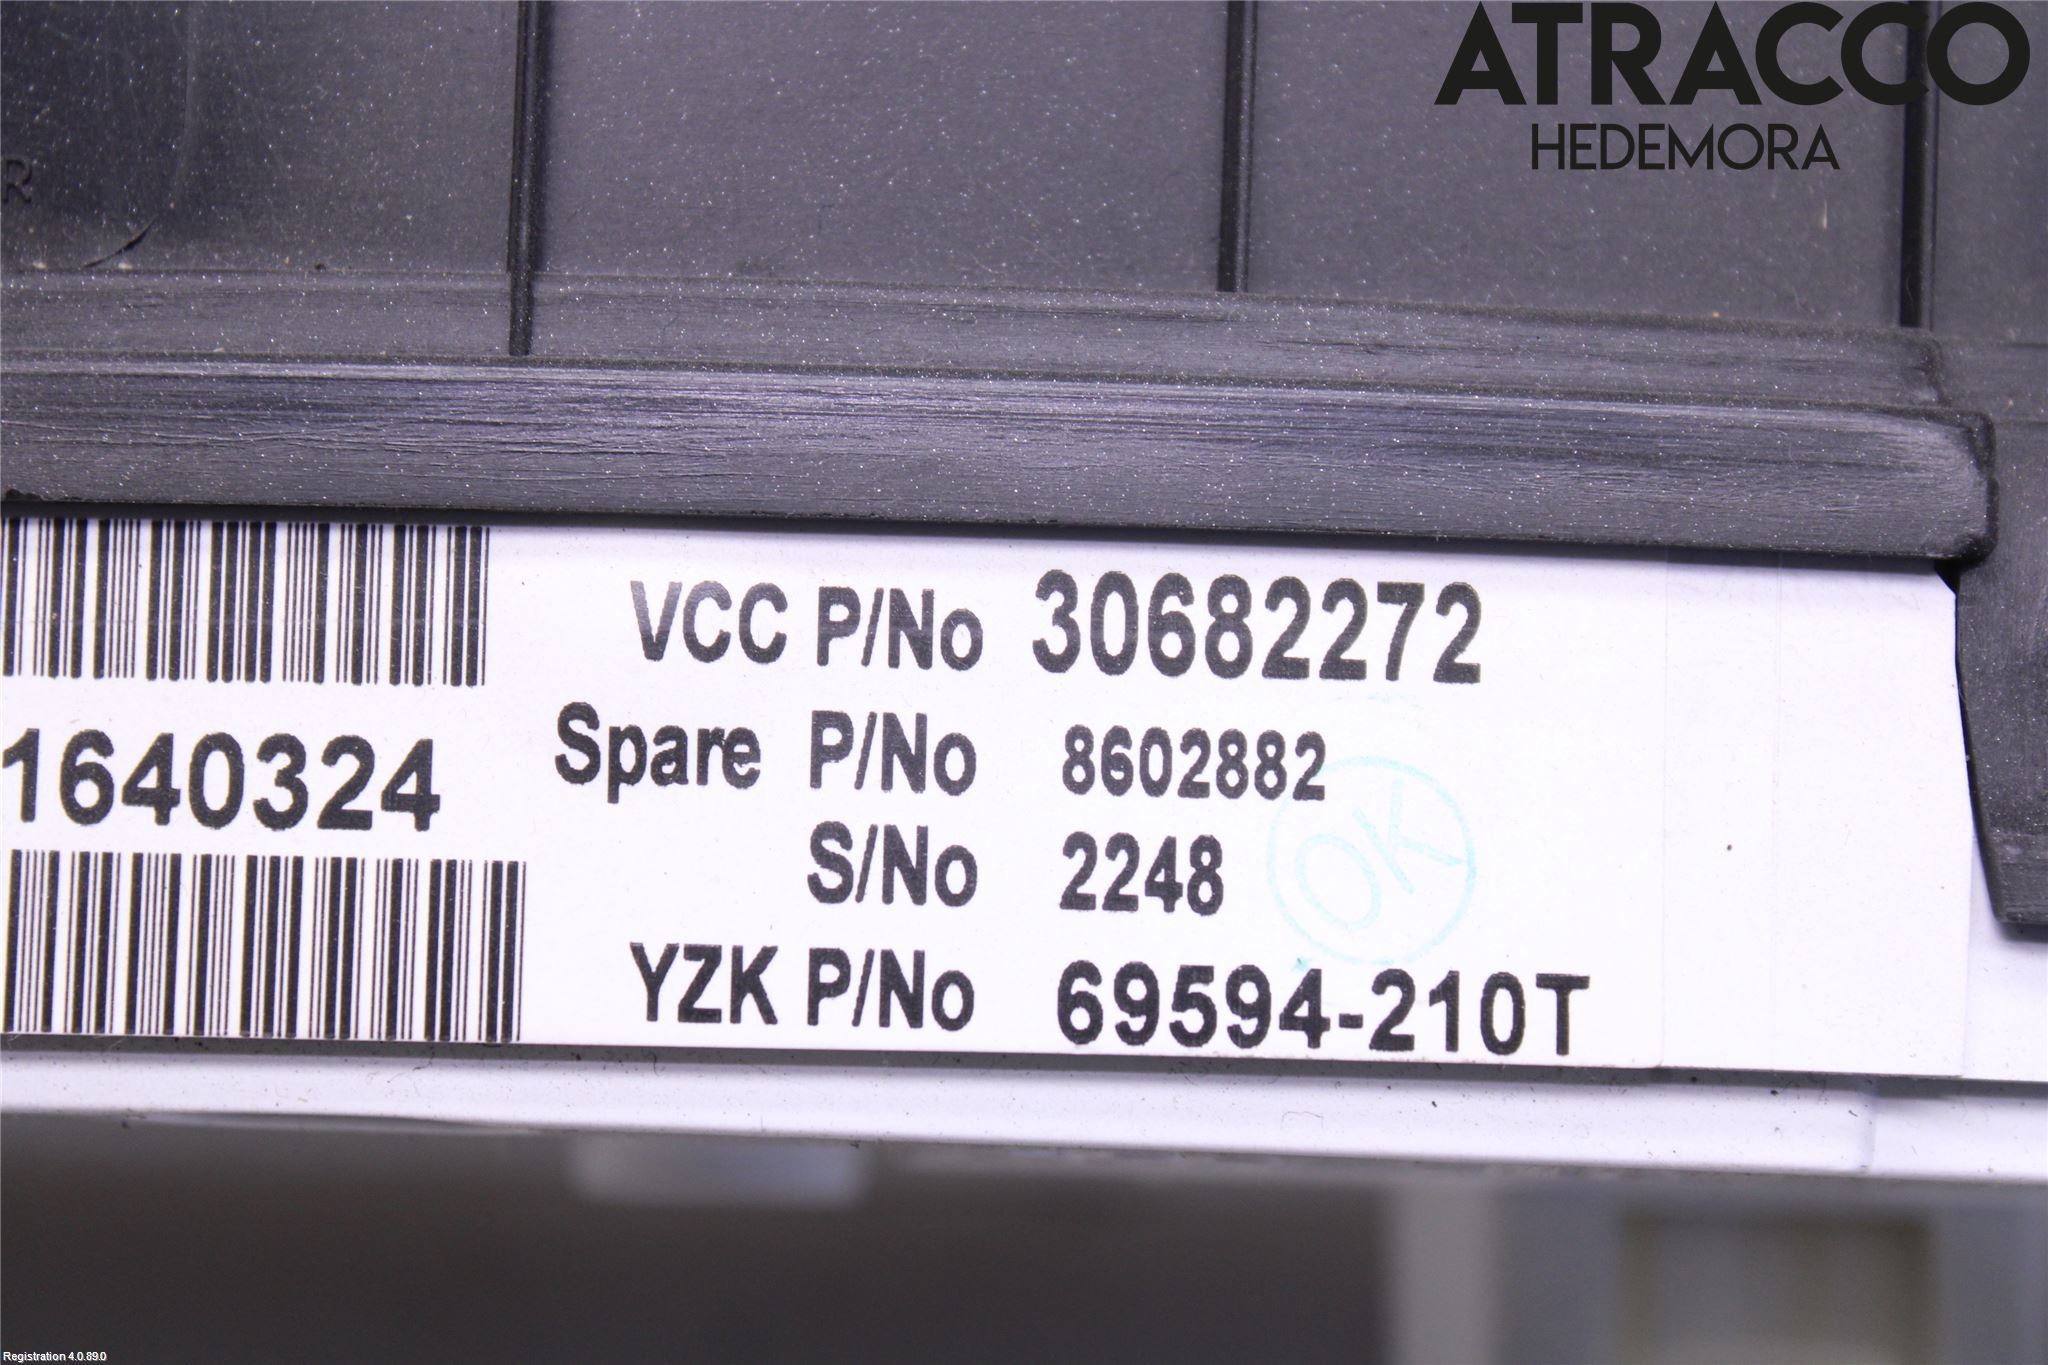 ATRACCO
HEDEMORA
R
VCC P/No 30682272
1640324
Spare P/No 8602882
S/No 2248
OK
YZK P/No 69594-210T
Registration 4.0.89.0